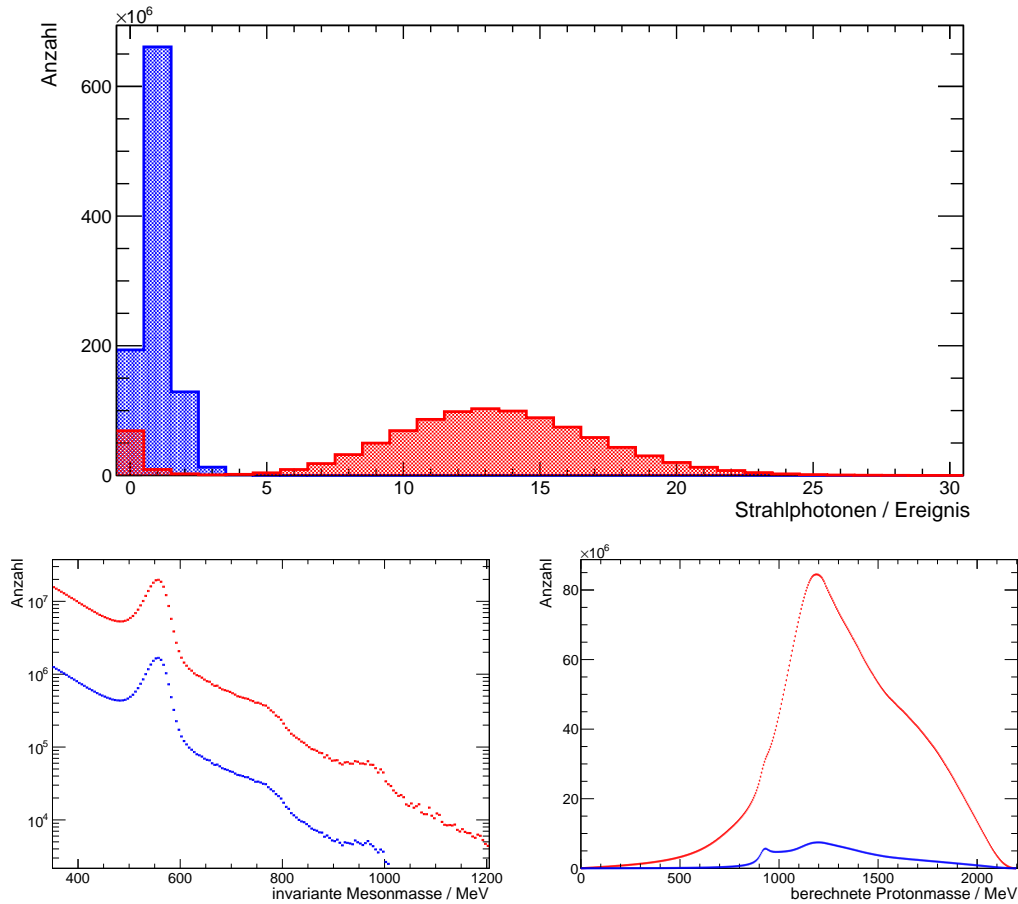 ×10⁶
Anzahl
600
400
200
0
0 5 10 15 20 25 30
Strahlphotonen / Ereignis
Anzahl
10⁷
10⁶
10⁵
10⁴
400 600 800 1000 1200
invariante Mesonmasse / MeV
×10⁶
Anzahl
80
60
40
20
0
0 500 1000 1500 2000
berechnete Protonmasse / MeV